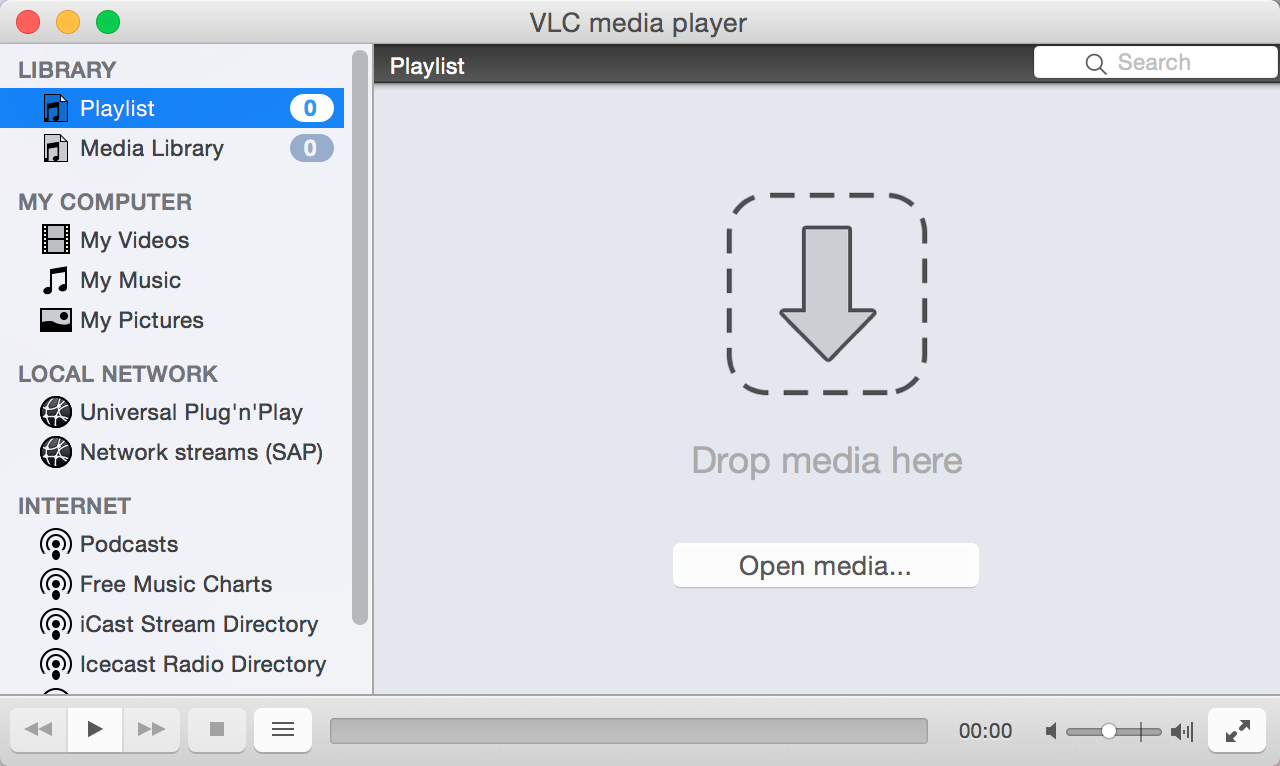 VLC media player
LIBRARY
Playlist 0
Media Library 0
MY COMPUTER
My Videos
My Music
My Pictures
LOCAL NETWORK
Universal Plug'n'Play
Network streams (SAP)
INTERNET
Podcasts
Free Music Charts
iCast Stream Directory
Icecast Radio Directory
Playlist
Search
Drop media here
Open media...
00:00